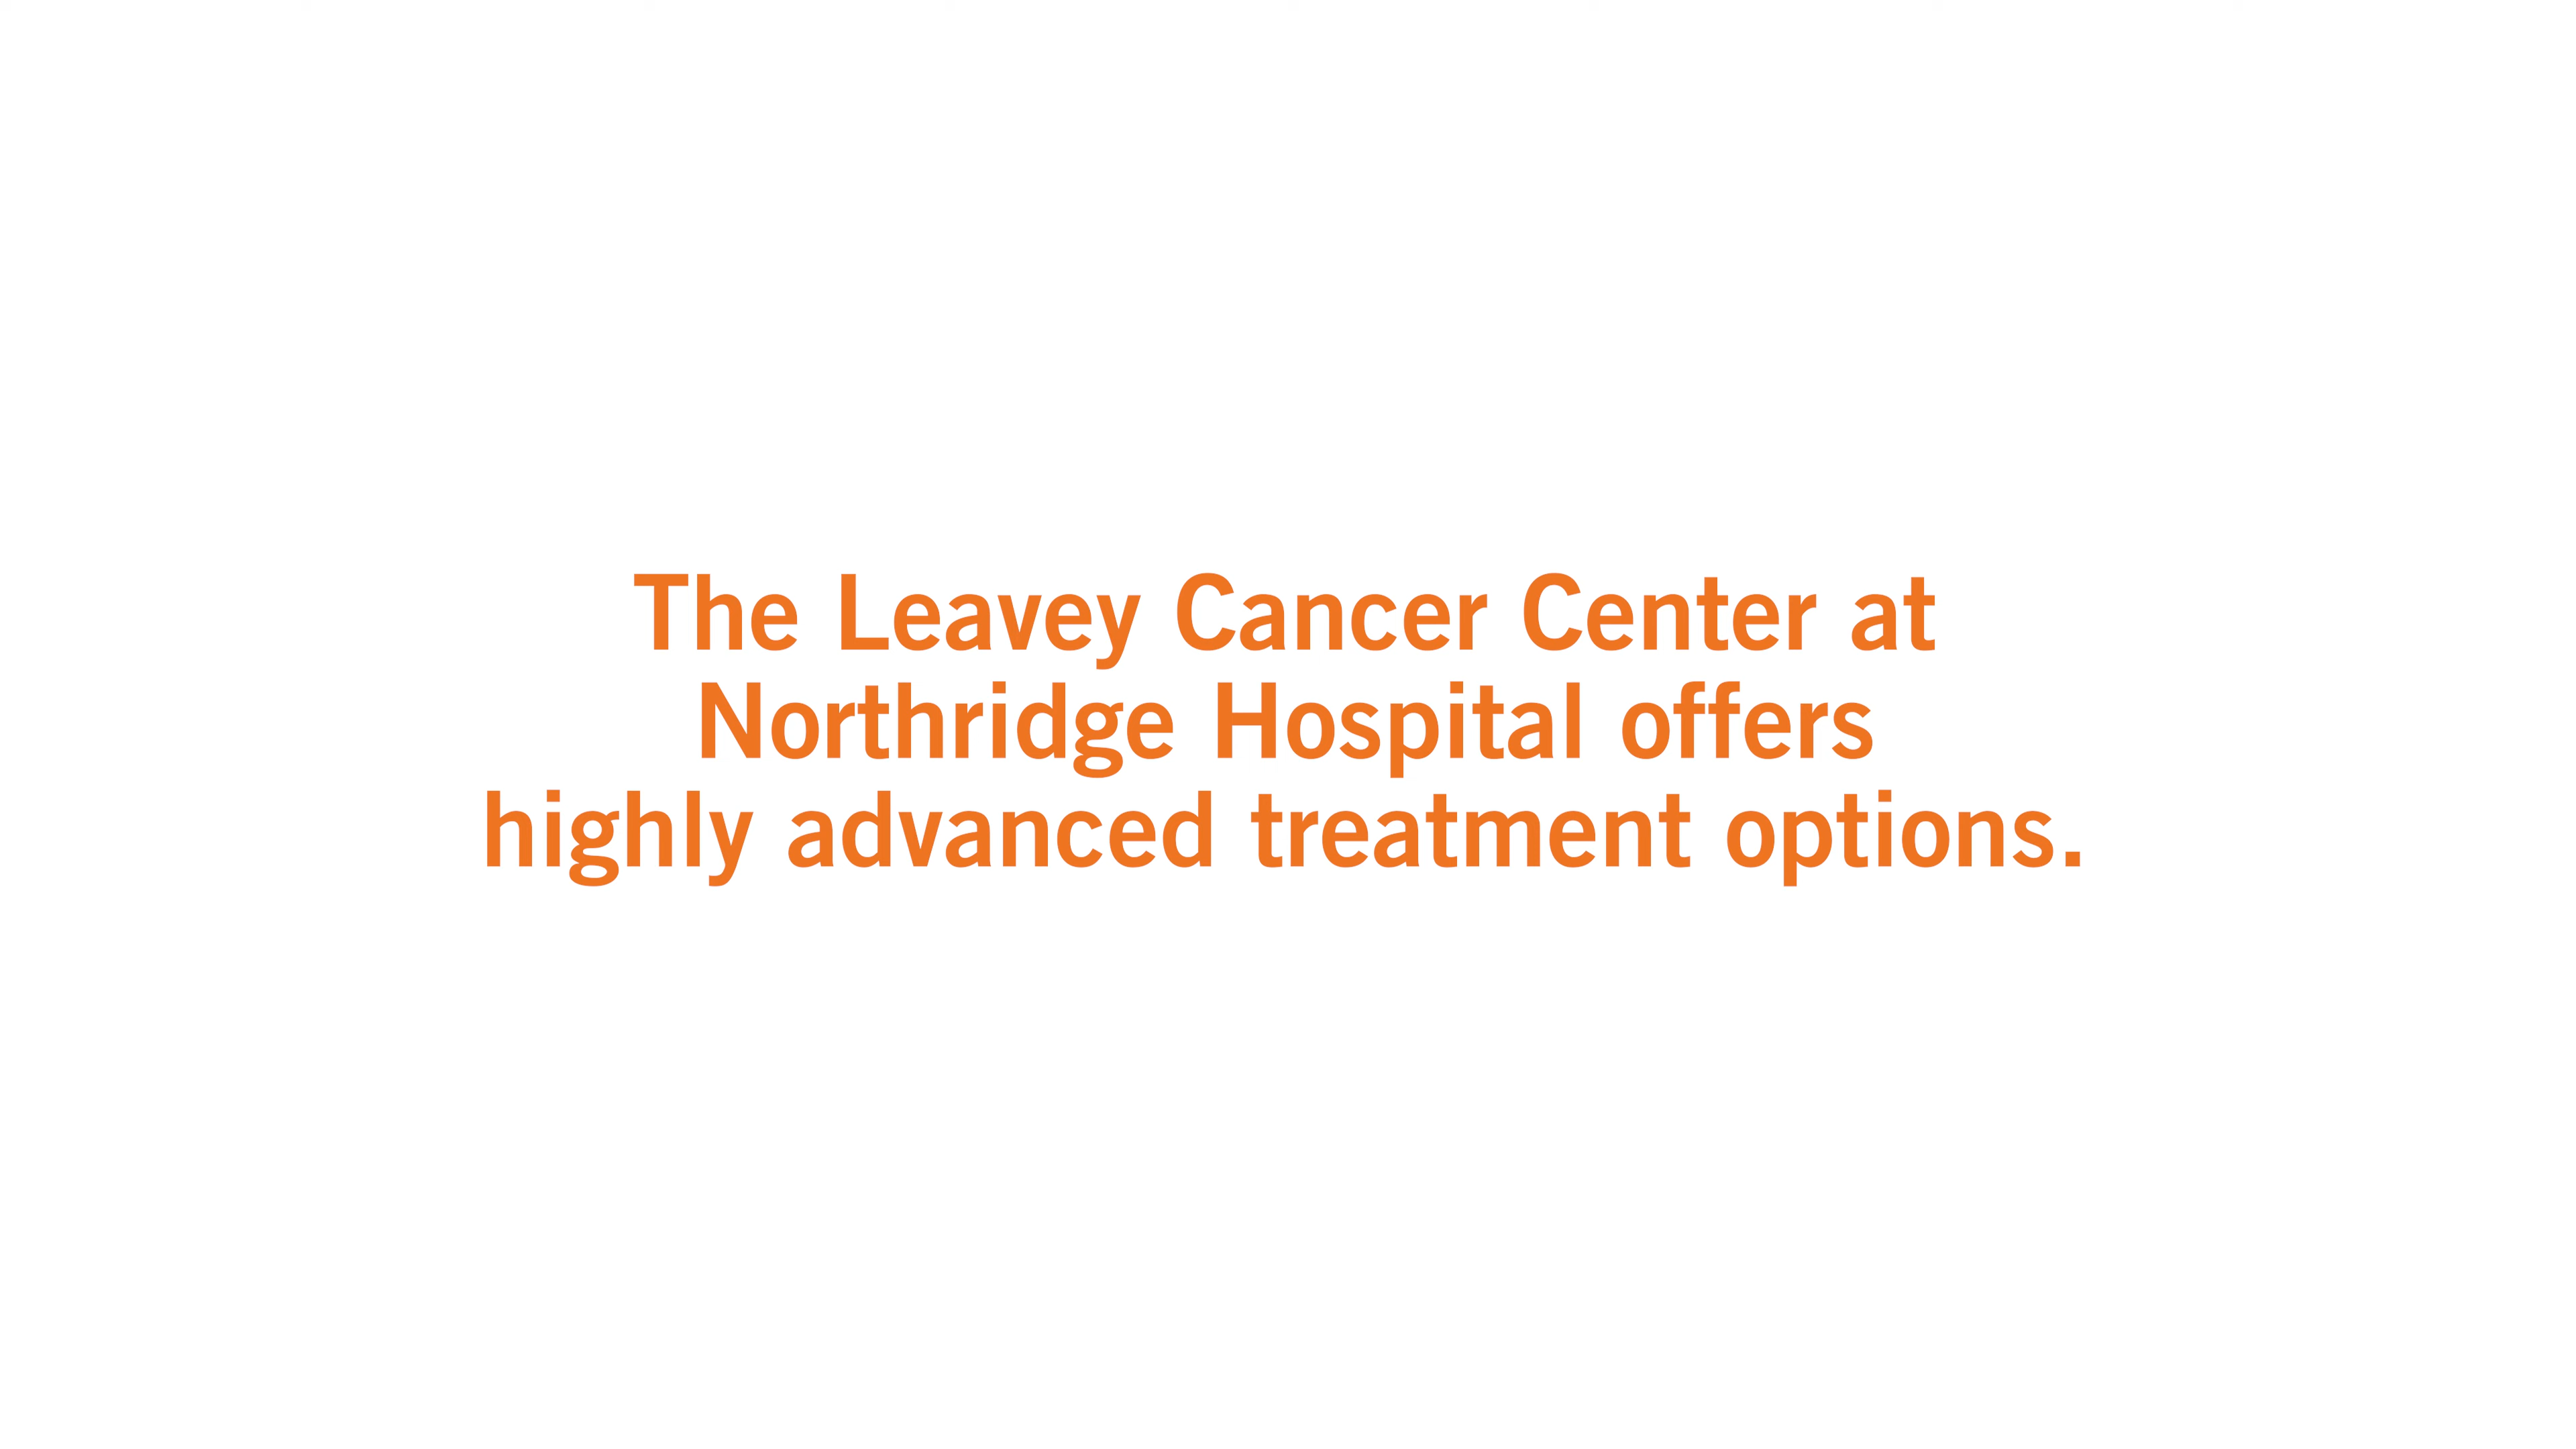 The Leavey Cancer Center at
Northridge Hospital offers
highly advanced treatment options.